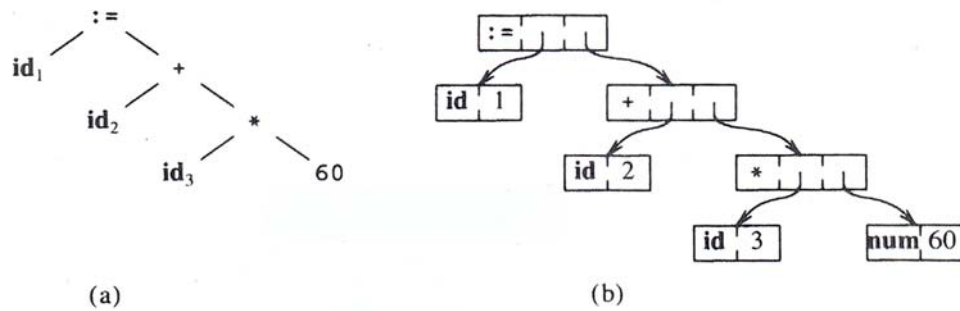 :=
id₁ +
id₂ *
id₃ 60
(a)
:=
id 1 +
id 2 *
id 3 num 60
(b)